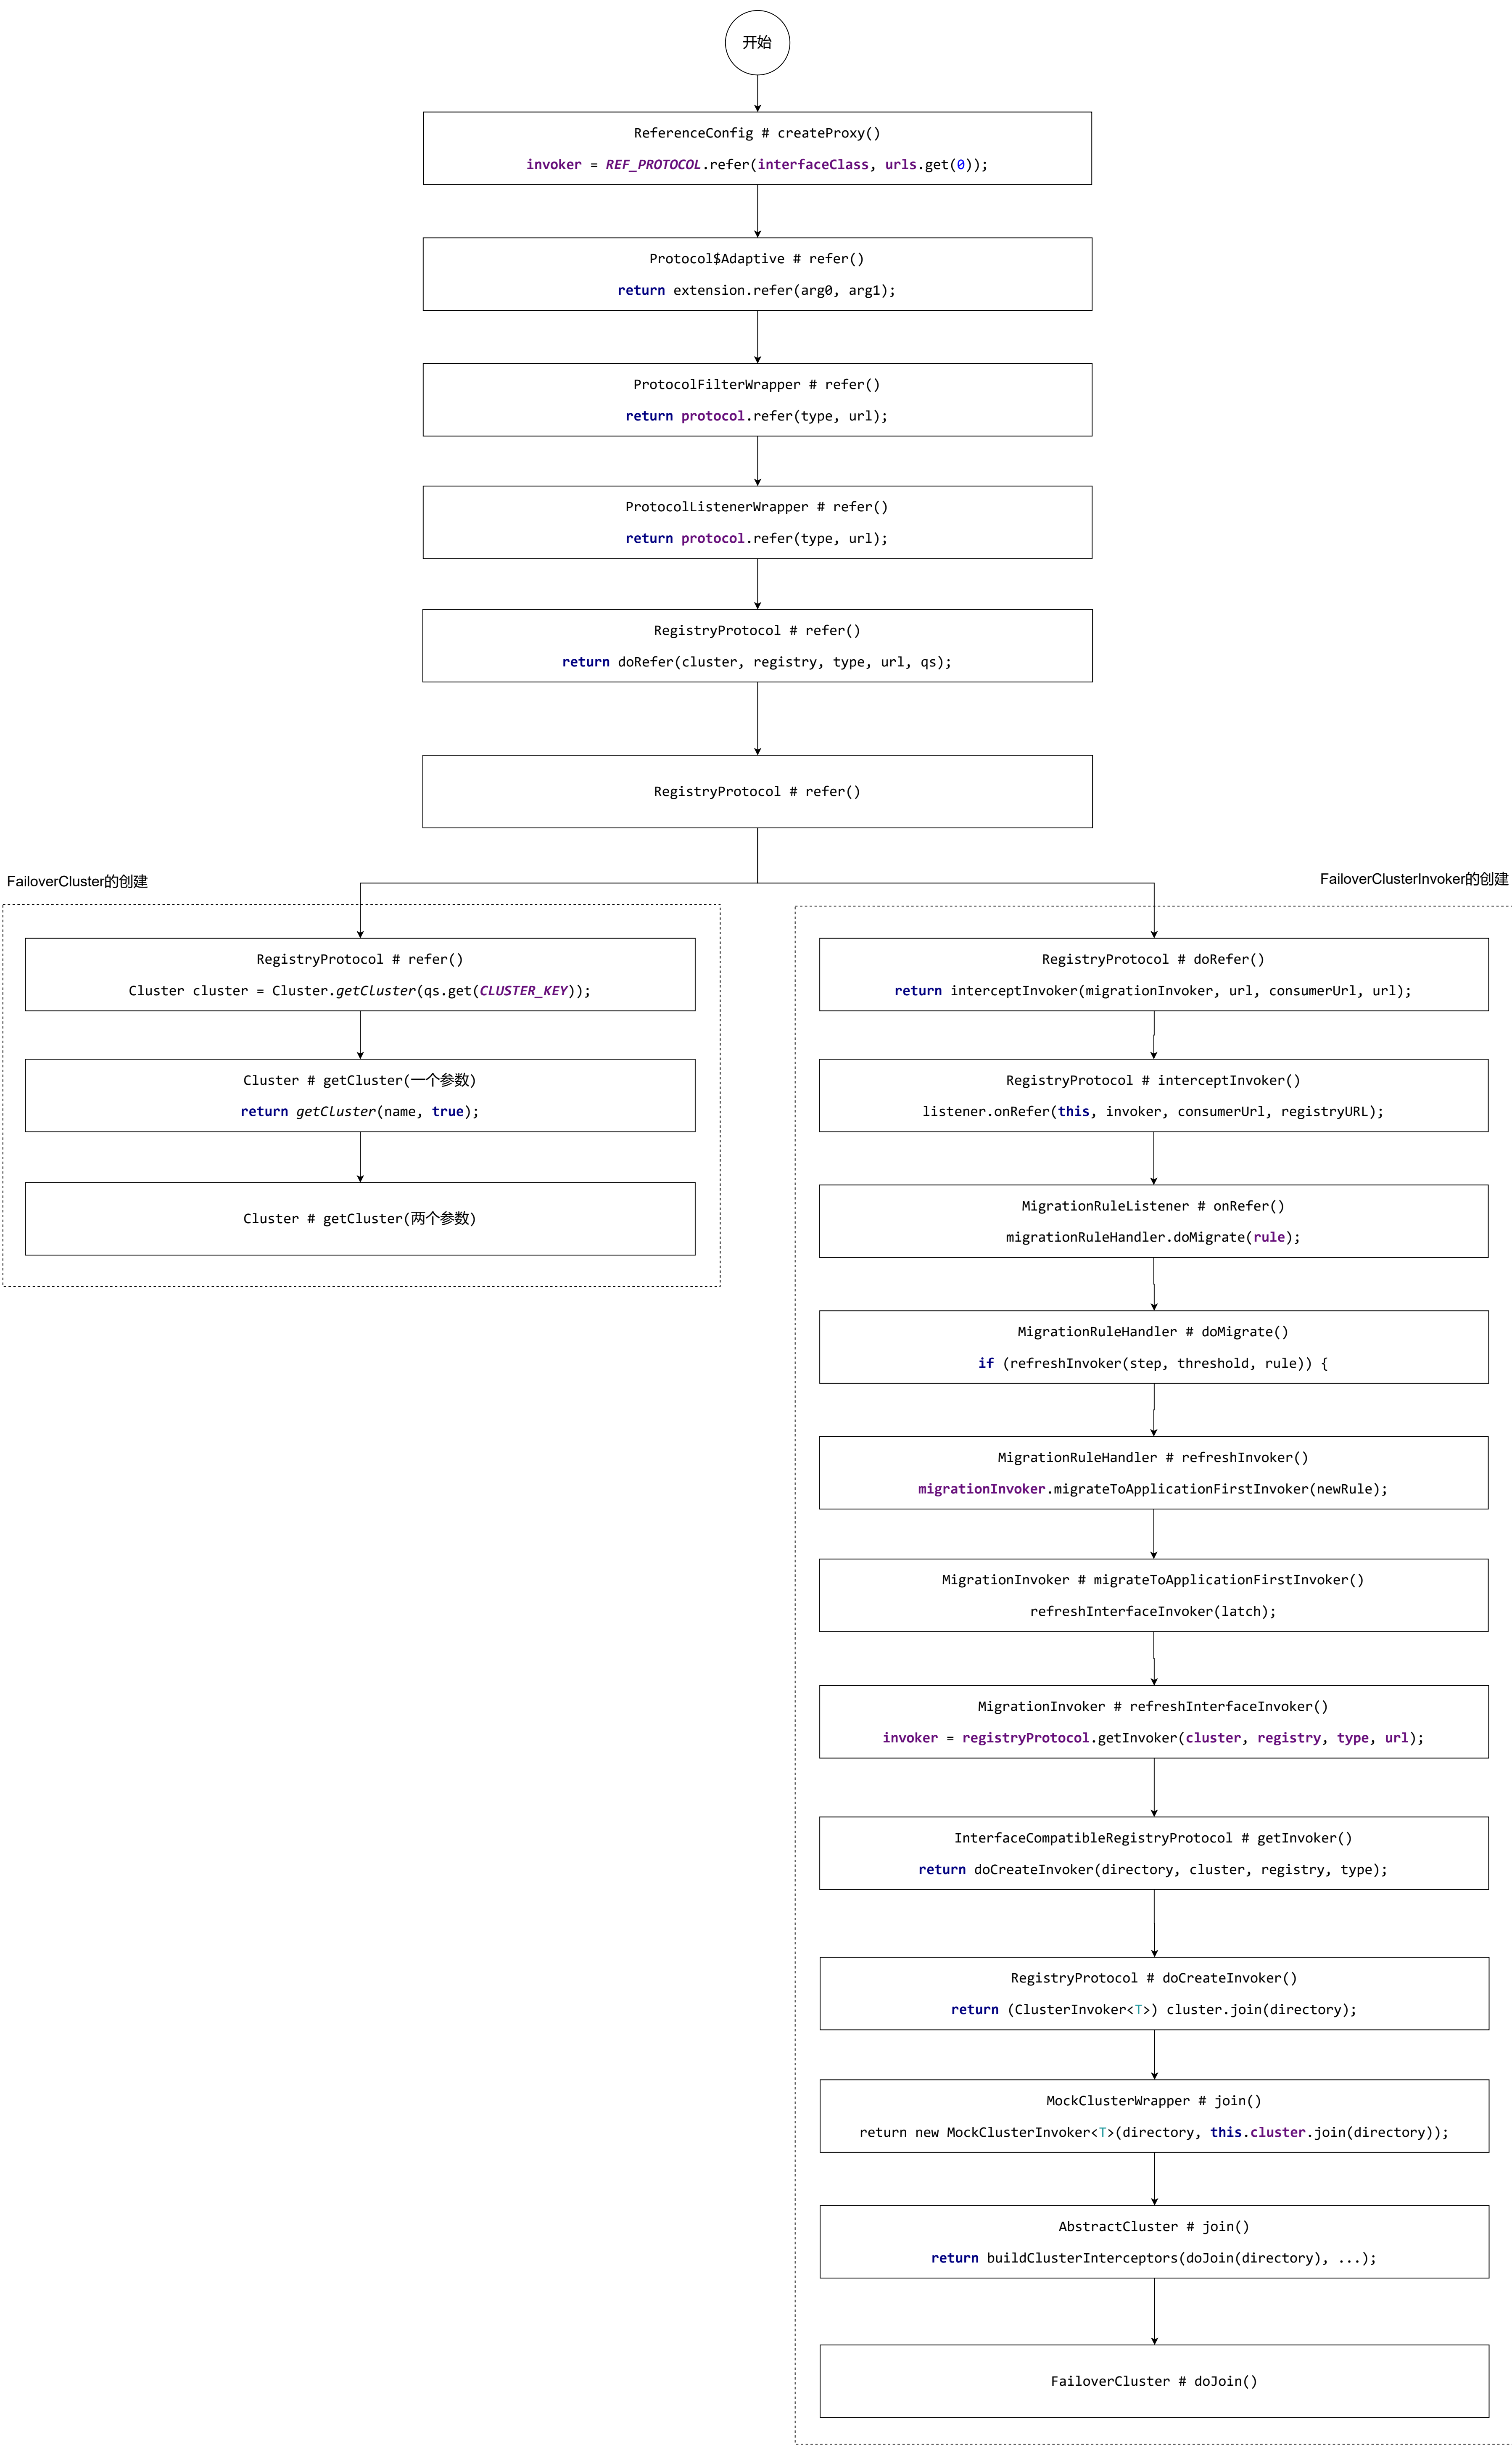 开始
ReferenceConfig # createProxy()
invoker = REF_PROTOCOL.refer(interfaceClass, urls.get(0));
Protocol$Adaptive # refer()
return extension.refer(arg0, arg1);
ProtocolFilterWrapper # refer()
return protocol.refer(type, url);
ProtocolListenerWrapper # refer()
return protocol.refer(type, url);
RegistryProtocol # refer()
return doRefer(cluster, registry, type, url, qs);
RegistryProtocol # refer()
FailoverCluster的创建
RegistryProtocol # refer()
Cluster cluster = Cluster.getCluster(qs.get(CLUSTER_KEY));
Cluster # getCluster(一个参数)
return getCluster(name, true);
Cluster # getCluster(两个参数)
FailoverClusterInvoker的创建
RegistryProtocol # doRefer()
return interceptInvoker(migrationInvoker, url, consumerUrl, url);
RegistryProtocol # interceptInvoker()
listener.onRefer(this, invoker, consumerUrl, registryURL);
MigrationRuleListener # onRefer()
migrationRuleHandler.doMigrate(rule);
MigrationRuleHandler # doMigrate()
if (refreshInvoker(step, threshold, rule)) {
MigrationRuleHandler # refreshInvoker()
migrationInvoker.migrateToApplicationFirstInvoker(newRule);
MigrationInvoker # migrateToApplicationFirstInvoker()
refreshInterfaceInvoker(latch);
MigrationInvoker # refreshInterfaceInvoker()
invoker = registryProtocol.getInvoker(cluster, registry, type, url);
InterfaceCompatibleRegistryProtocol # getInvoker()
return doCreateInvoker(directory, cluster, registry, type);
RegistryProtocol # doCreateInvoker()
return (ClusterInvoker<T>) cluster.join(directory);
MockClusterWrapper # join()
return new MockClusterInvoker<T>(directory, this.cluster.join(directory));
AbstractCluster # join()
return buildClusterInterceptors(doJoin(directory), ...);
FailoverCluster # doJoin()